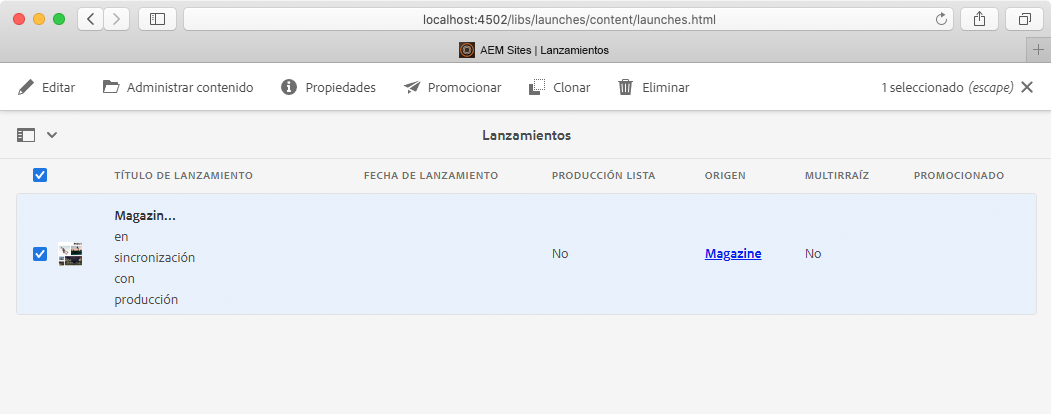 localhost:4502/libs/launches/content/launches.html
AEM Sites | Lanzamientos
Editar Administrar contenido Propiedades Promocionar Clonar Eliminar 1 seleccionado (escape)
Lanzamientos
TÍTULO DE LANZAMIENTO FECHA DE LANZAMIENTO PRODUCCIÓN LISTA ORIGEN MULTIRRAÍZ PROMOCIONADO
Magazin...
en
sincronización
con
producción
No Magazine No